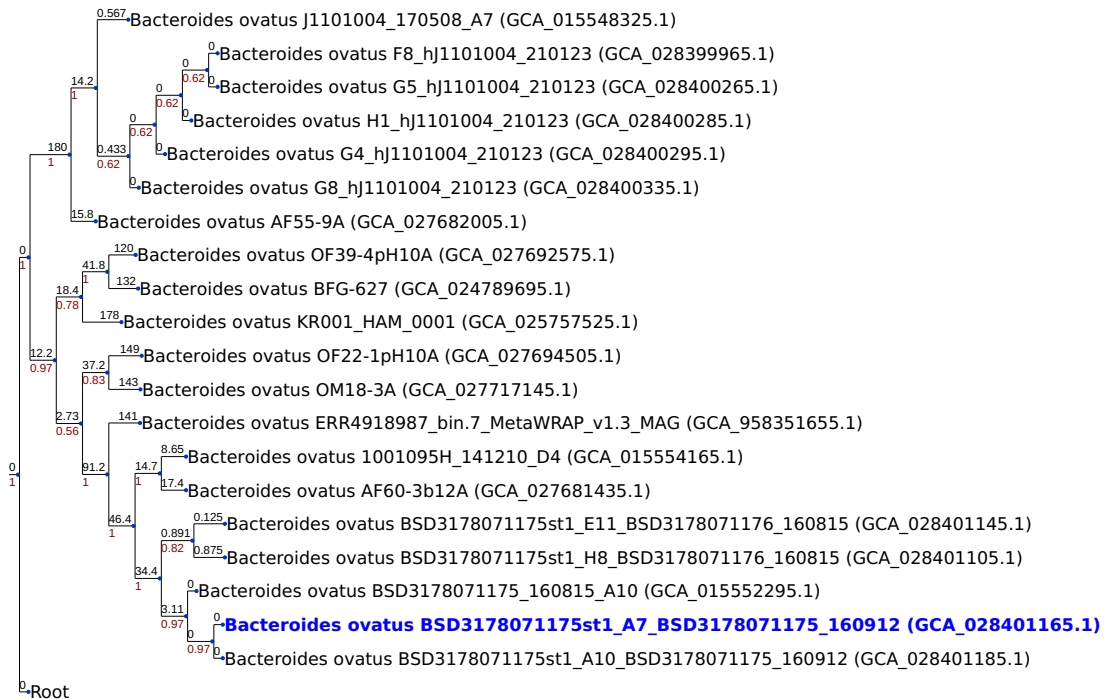 0.567 Bacteroides ovatus J1101004_170508_A7 (GCA_015548325.1)
0 Bacteroides ovatus F8_hJ1101004_210123 (GCA_028399965.1)
0
0.62
14.2
1
0 Bacteroides ovatus G5_hJ1101004_210123 (GCA_028400265.1)
0
0.62
0 Bacteroides ovatus H1_hJ1101004_210123 (GCA_028400285.1)
0
0.62
180
1
0.433
0.62
0 Bacteroides ovatus G4_hJ1101004_210123 (GCA_028400295.1)
0 Bacteroides ovatus G8_hJ1101004_210123 (GCA_028400335.1)
15.8 Bacteroides ovatus AF55-9A (GCA_027682005.1)
0
1
120 Bacteroides ovatus OF39-4pH10A (GCA_027692575.1)
41.8
1
132 Bacteroides ovatus BFG-627 (GCA_024789695.1)
18.4
0.78
178 Bacteroides ovatus KR001_HAM_0001 (GCA_025757525.1)
12.2
0.97
149 Bacteroides ovatus OF22-1pH10A (GCA_027694505.1)
37.2
0.83
143 Bacteroides ovatus OM18-3A (GCA_027717145.1)
2.73
0.56
141 Bacteroides ovatus ERR4918987_bin.7_MetaWRAP_v1.3_MAG (GCA_958351655.1)
8.65 Bacteroides ovatus 1001095H_141210_D4 (GCA_015554165.1)
0
1
91.2
1
14.7
1
17.4 Bacteroides ovatus AF60-3b12A (GCA_027681435.1)
46.4
1
0.125 Bacteroides ovatus BSD3178071175st1_E11_BSD3178071176_160815 (GCA_028401145.1)
0.891
0.82
0.875 Bacteroides ovatus BSD3178071175st1_H8_BSD3178071176_160815 (GCA_028401105.1)
34.4
1
0 Bacteroides ovatus BSD3178071175_160815_A10 (GCA_015552295.1)
3.11
0.97
0 Bacteroides ovatus BSD3178071175st1_A7_BSD3178071175_160912 (GCA_028401165.1)
0
0.97
0 Bacteroides ovatus BSD3178071175st1_A10_BSD3178071175_160912 (GCA_028401185.1)
0 Root